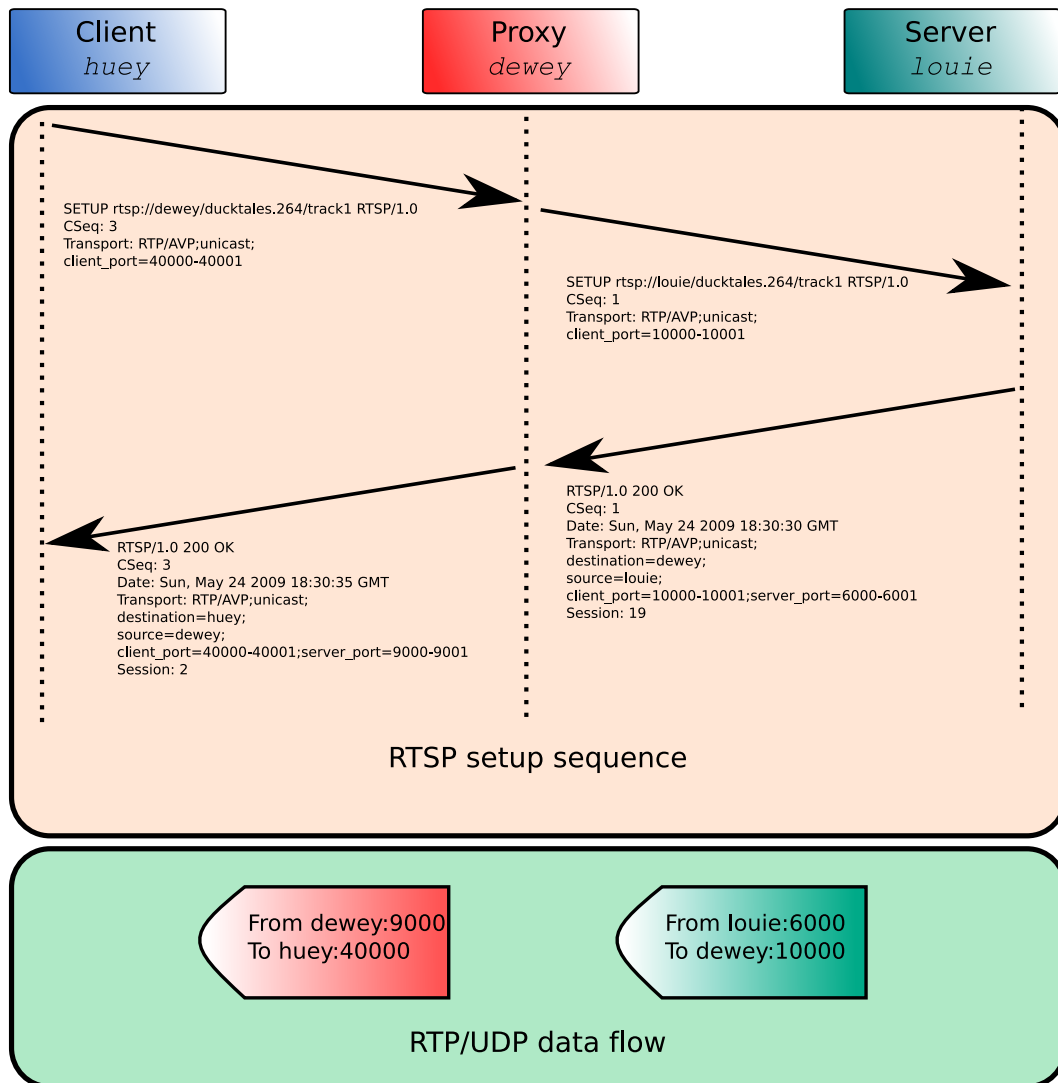 Client
huey
Proxy
dewey
Server
louie
SETUP rtsp://dewey/ducktales.264/track1 RTSP/1.0
CSeq: 3
Transport: RTP/AVP;unicast;
client_port=40000-40001
SETUP rtsp://louie/ducktales.264/track1 RTSP/1.0
CSeq: 1
Transport: RTP/AVP;unicast;
client_port=10000-10001
RTSP/1.0 200 OK
CSeq: 1
Date: Sun, May 24 2009 18:30:30 GMT
Transport: RTP/AVP;unicast;
destination=dewey;
source=louie;
client_port=10000-10001;server_port=6000-6001
Session: 19
RTSP/1.0 200 OK
CSeq: 3
Date: Sun, May 24 2009 18:30:35 GMT
Transport: RTP/AVP;unicast;
destination=huey;
source=dewey;
client_port=40000-40001;server_port=9000-9001
Session: 2
RTSP setup sequence
From dewey:9000
To huey:40000
From louie:6000
To dewey:10000
RTP/UDP data flow